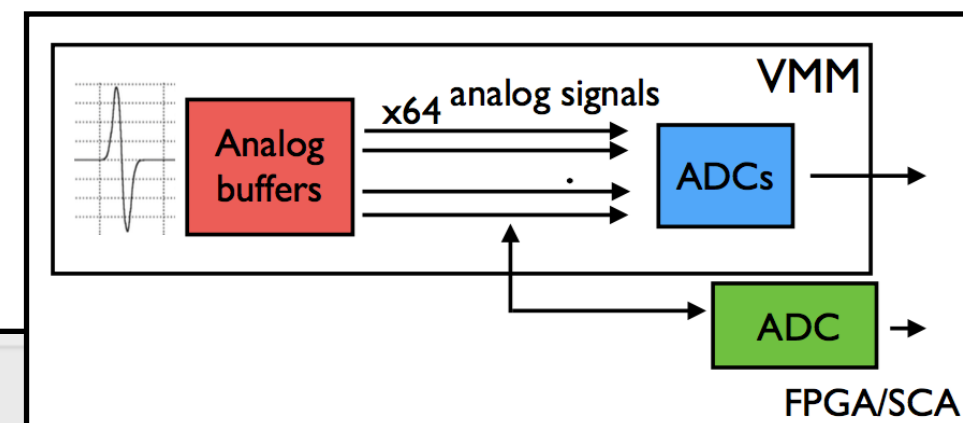 VMM
x64 analog signals
Analog
buffers
ADCs
ADC
FPGA/SCA